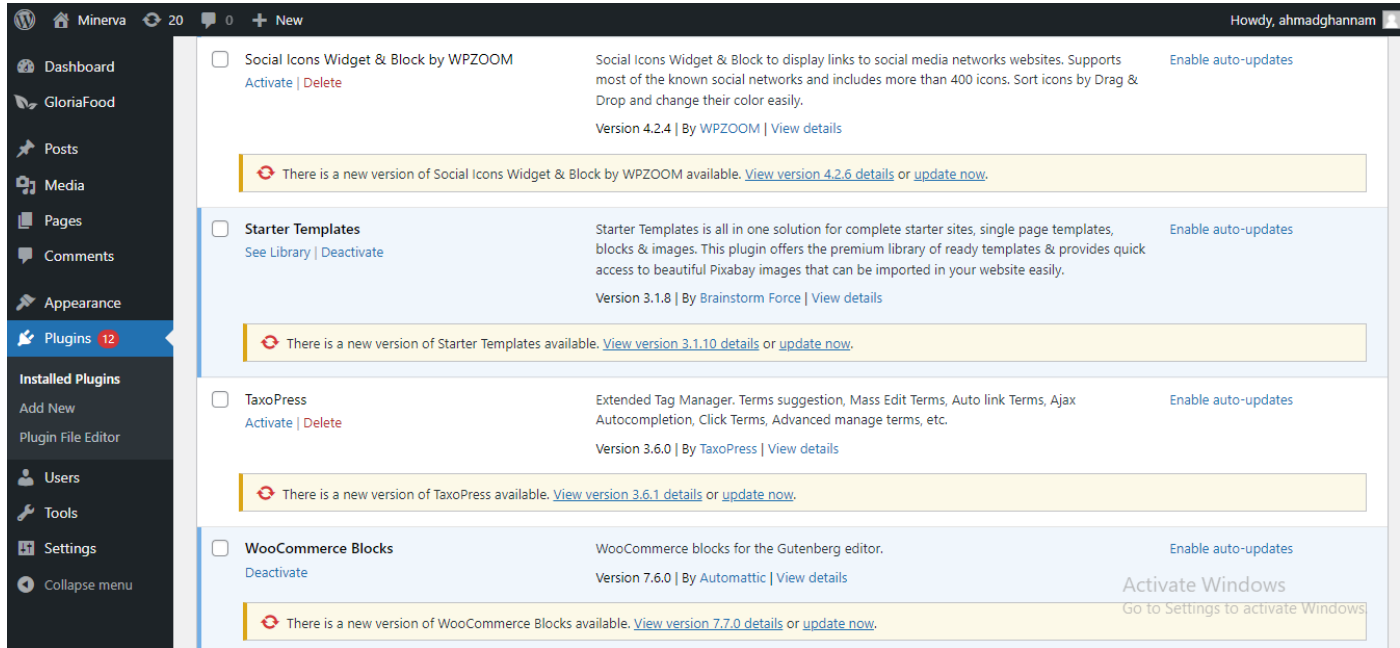 Minerva 20 0 New Howdy, ahmadghannam
Dashboard
GloriaFood
Posts
Media
Pages
Comments
Appearance
Plugins 12
Installed Plugins
Add New
Plugin File Editor
Users
Tools
Settings
Collapse menu
Social Icons Widget & Block by WPZOOM
Activate | Delete
Social Icons Widget & Block to display links to social media networks websites. Supports
most of the known social networks and includes more than 400 icons. Sort icons by Drag &
Drop and change their color easily.
Version 4.2.4 | By WPZOOM | View details
Enable auto-updates
There is a new version of Social Icons Widget & Block by WPZOOM available. View version 4.2.6 details or update now.
Starter Templates
See Library | Deactivate
Starter Templates is all in one solution for complete starter sites, single page templates,
blocks & images. This plugin offers the premium library of ready templates & provides quick
access to beautiful Pixabay images that can be imported in your website easily.
Version 3.1.8 | By Brainstorm Force | View details
Enable auto-updates
There is a new version of Starter Templates available. View version 3.1.10 details or update now.
TaxoPress
Activate | Delete
Extended Tag Manager. Terms suggestion, Mass Edit Terms, Auto link Terms, Ajax
Autocompletion, Click Terms, Advanced manage terms, etc.
Version 3.6.0 | By TaxoPress | View details
Enable auto-updates
There is a new version of TaxoPress available. View version 3.6.1 details or update now.
WooCommerce Blocks
Deactivate
WooCommerce blocks for the Gutenberg editor.
Version 7.6.0 | By Automattic | View details
Enable auto-updates
There is a new version of WooCommerce Blocks available. View version 7.7.0 details or update now.
Activate Windows
Go to Settings to activate Windows.